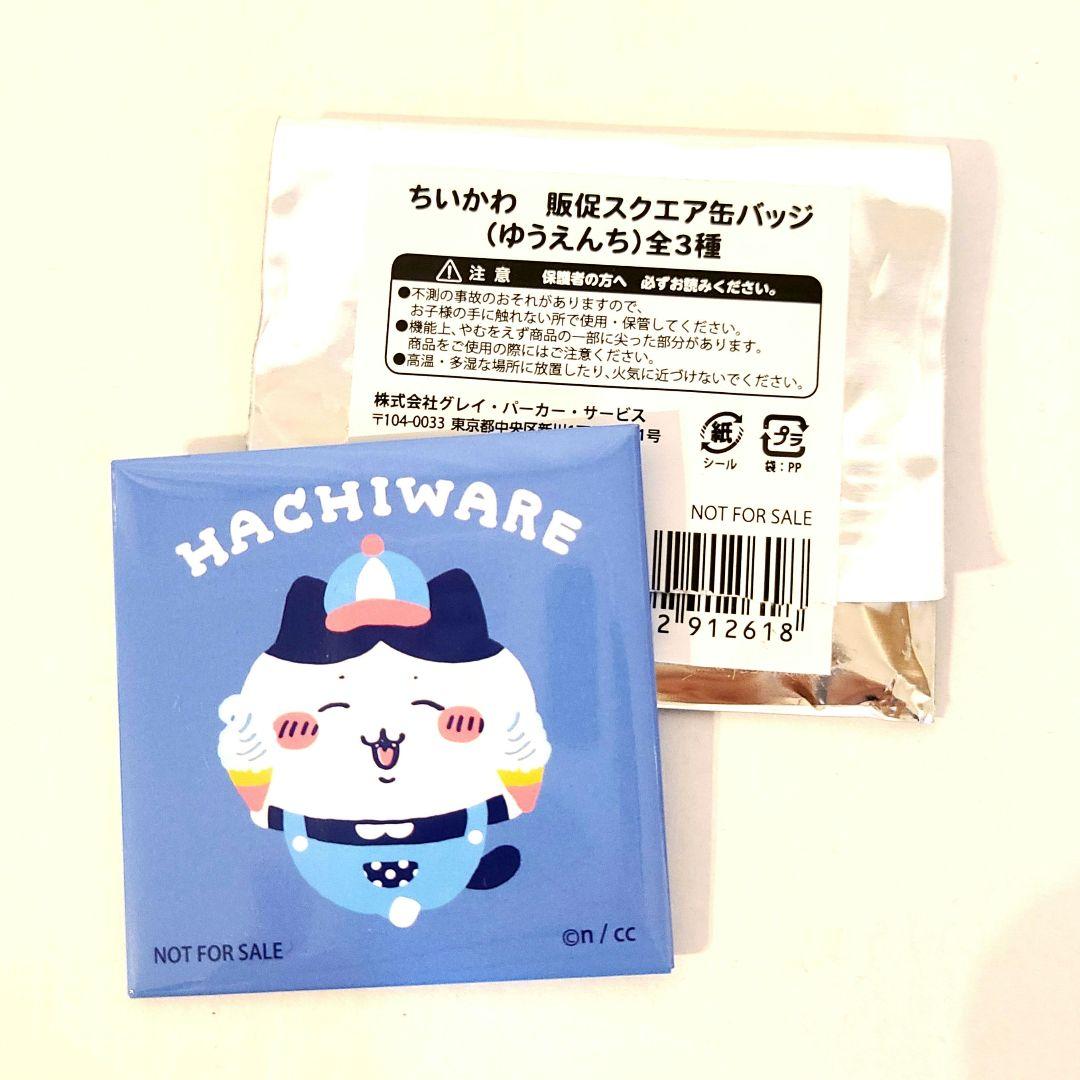 ちいかわ 販促スクエア缶バッジ
(ゆうえんち)全3種
注意 保護者の方へ 必ずお読みください。
●不測の事故のおそれがありますので、
お子様の手に触れない所で使用・保管してください。
●機能上、やむをえず商品の一部に尖った部分があります。
商品をご使用の際にはご注意ください。
●高温・多湿な場所に放置したり、火気に近づけないでください。
株式会社グレイ・パーカー・サービス
〒104-0033 東京都中央区新川1
1号
紙
シール
プラ
袋:PP
NOT FOR SALE
2 912618
HACHIWARE
NOT FOR SALE
©n / cc